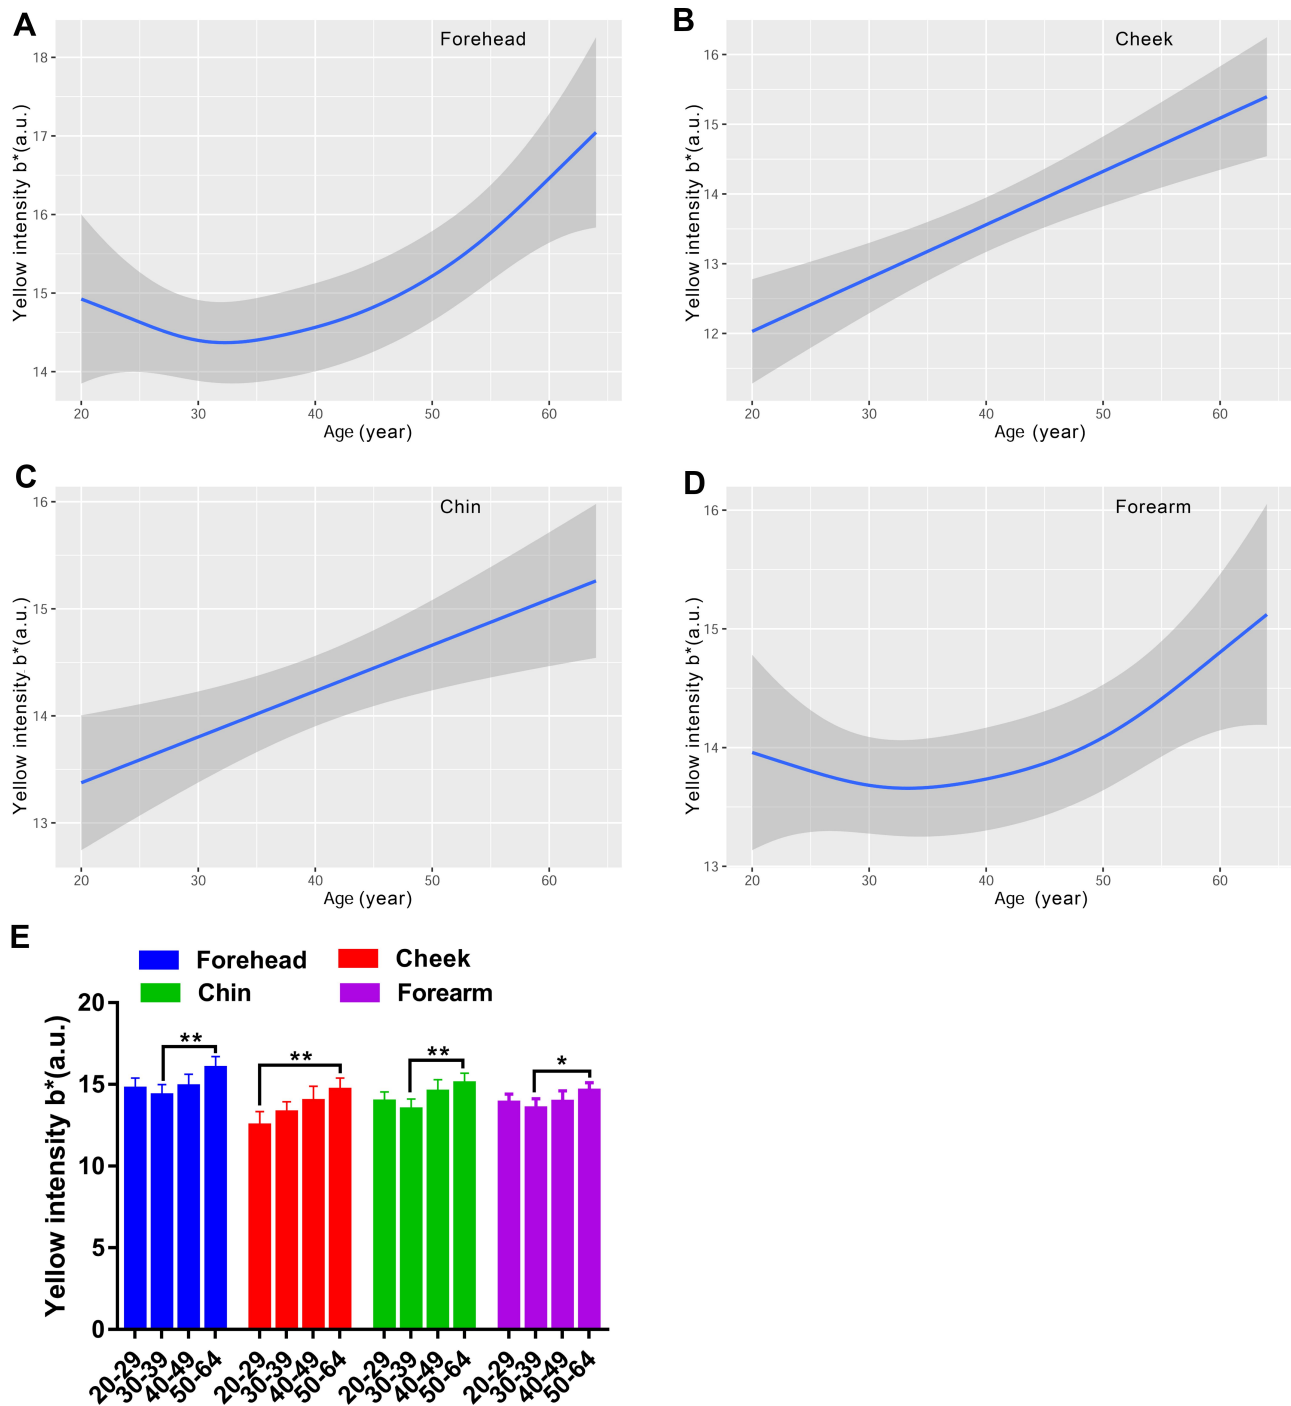 A
Forehead
18
17
16
15
14
Yellow intensity b*(a.u.)
20 30 40 50 60
Age (year)
B
Cheek
16
15
14
13
12
Yellow intensity b*(a.u.)
20 30 40 50 60
Age (year)
C
Chin
16
15
14
13
Yellow intensity b*(a.u.)
20 30 40 50 60
Age (year)
D
Forearm
16
15
14
13
Yellow intensity b*(a.u.)
20 30 40 50 60
Age (year)
E
Forehead Cheek
Chin Forearm
20
15
10
5
0
Yellow intensity b*(a.u.)
** ** ** *
20-29 30-39 40-49 50-64 20-29 30-39 40-49 50-64 20-29 30-39 40-49 50-64 20-29 30-39 40-49 50-64